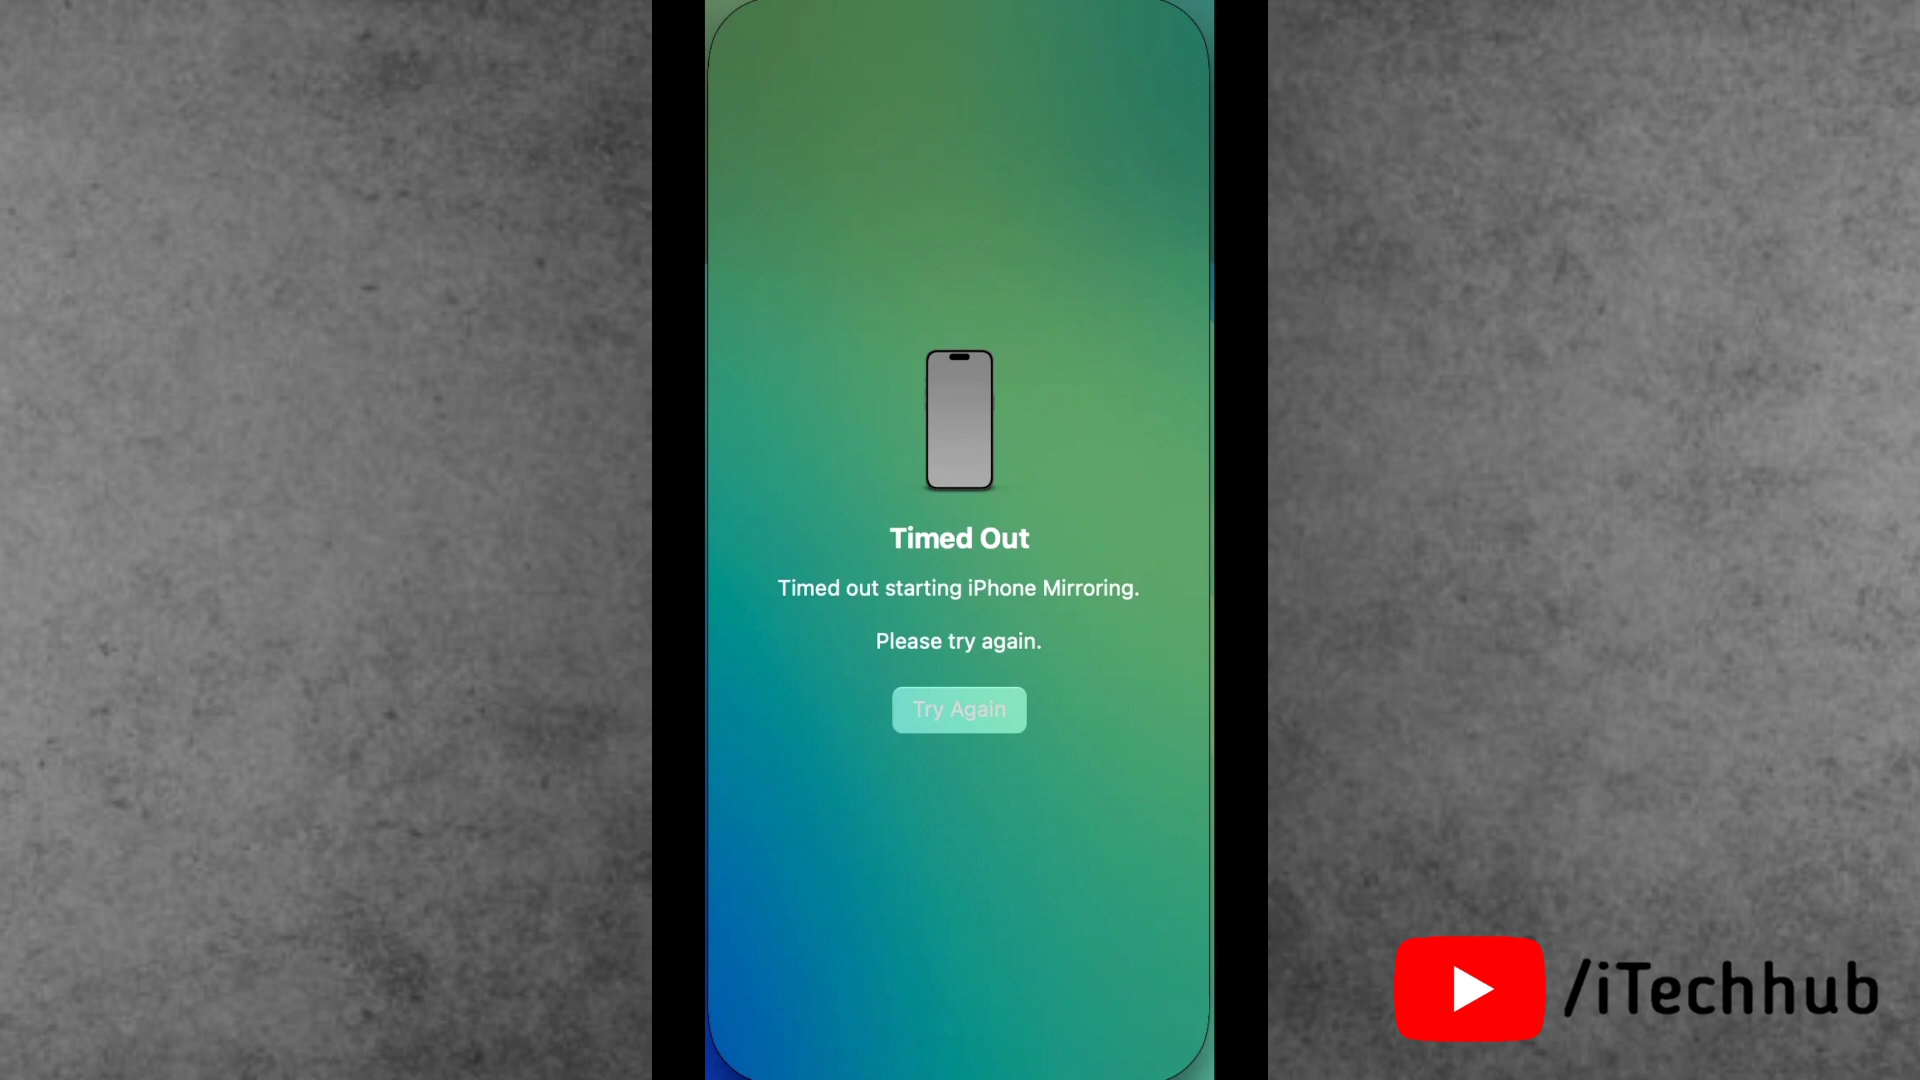 Timed Out
Timed out starting iPhone Mirroring.
Please try again.
Try Again
/iTechhub